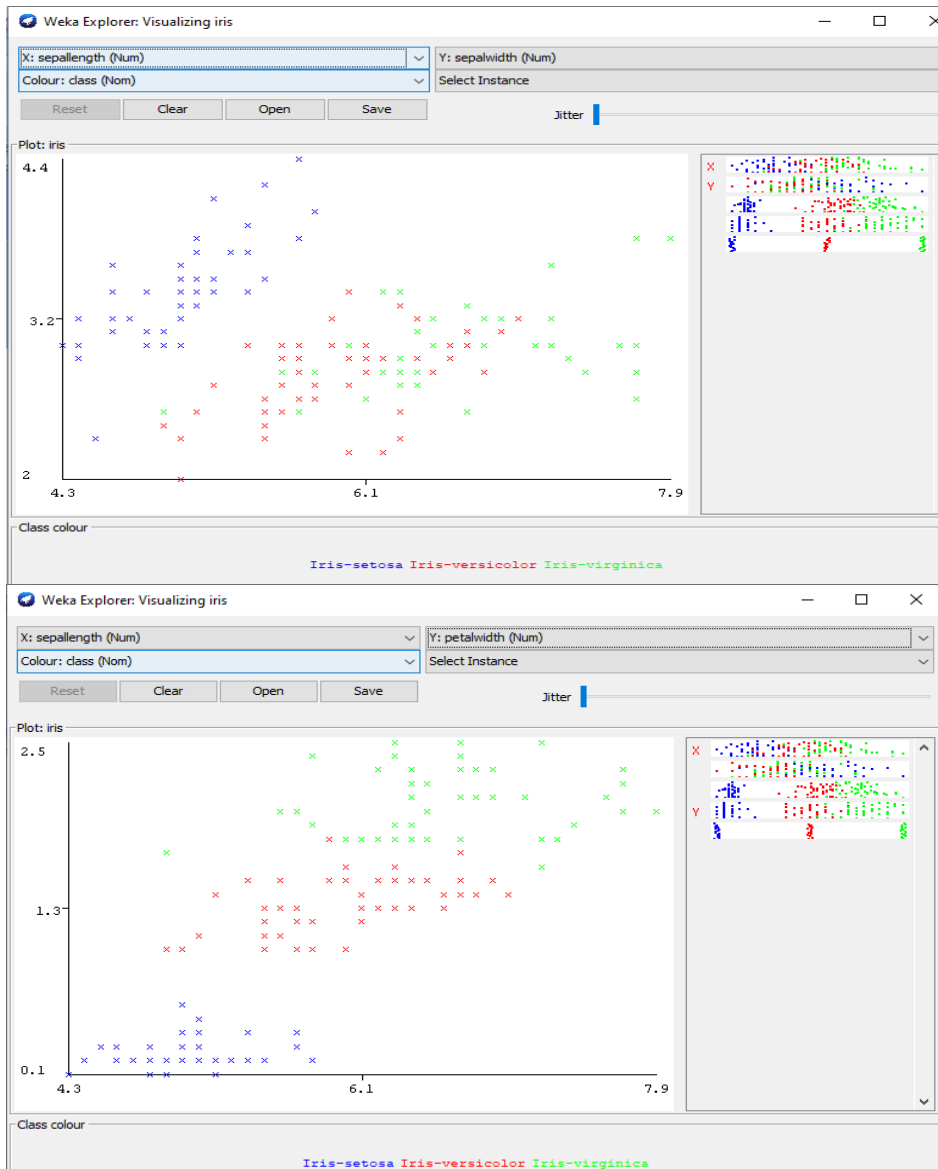 Weka Explorer: Visualizing iris
X: sepallength (Num) Y: sepalwidth (Num)
Colour: class (Nom) Select Instance
Reset Clear Open Save Jitter
Plot: iris
4.4
3.2
2
4.3 6.1 7.9
X
Y
Class colour
Iris-setosa Iris-versicolor Iris-virginica
Weka Explorer: Visualizing iris
X: sepallength (Num) Y: petalwidth (Num)
Colour: class (Nom) Select Instance
Reset Clear Open Save Jitter
Plot: iris
2.5
1.3
0.1
4.3 6.1 7.9
X
Y
Class colour
Iris-setosa Iris-versicolor Iris-virginica